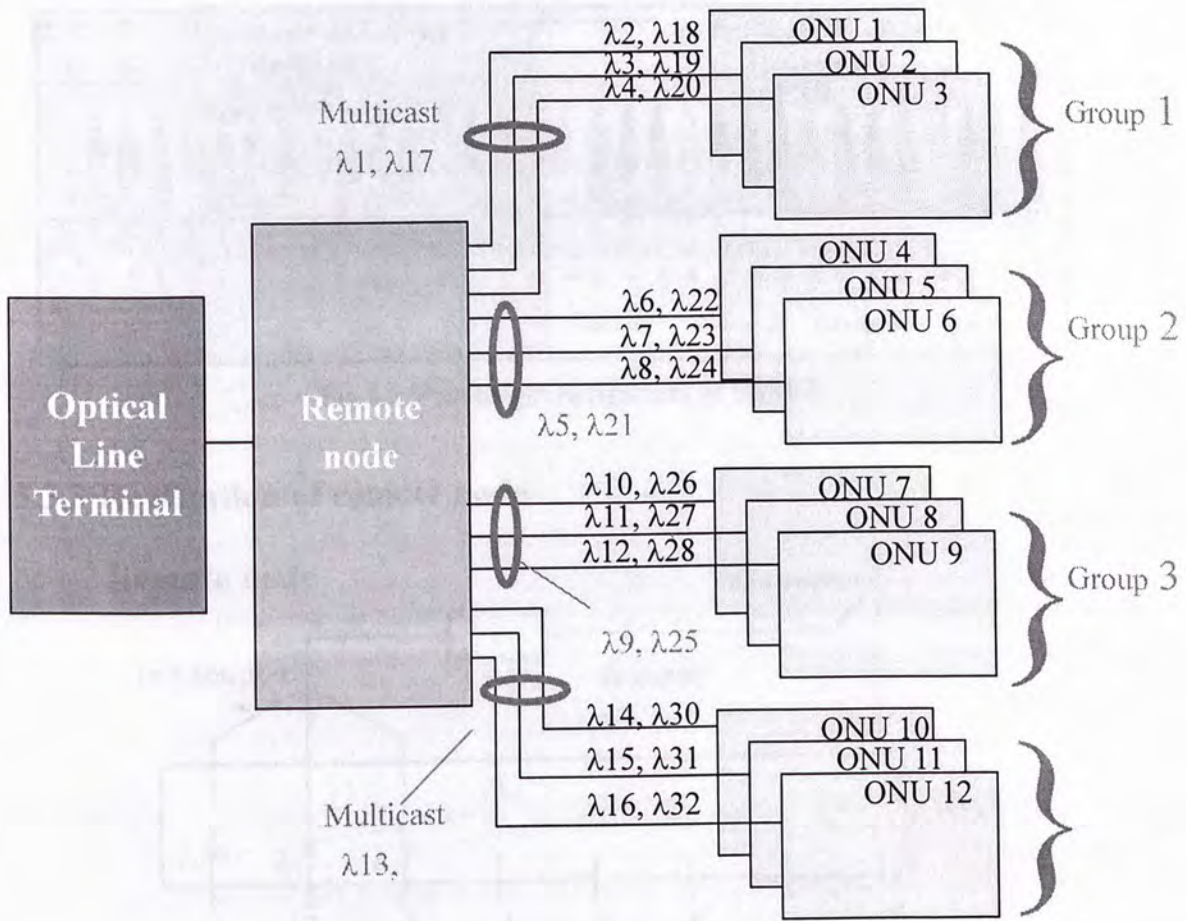 λ2, λ18
λ3, λ19
λ4, λ20
ONU 1
ONU 2
ONU 3
Group 1
Multicast
λ1, λ17
ONU 4
ONU 5
ONU 6
λ6, λ22
λ7, λ23
λ8, λ24
Group 2
λ5, λ21
Optical
Line
Terminal
Remote
node
λ10, λ26
λ11, λ27
λ12, λ28
ONU 7
ONU 8
ONU 9
Group 3
λ9, λ25
λ14, λ30
λ15, λ31
λ16, λ32
ONU 10
ONU 11
ONU 12
Multicast
λ13,